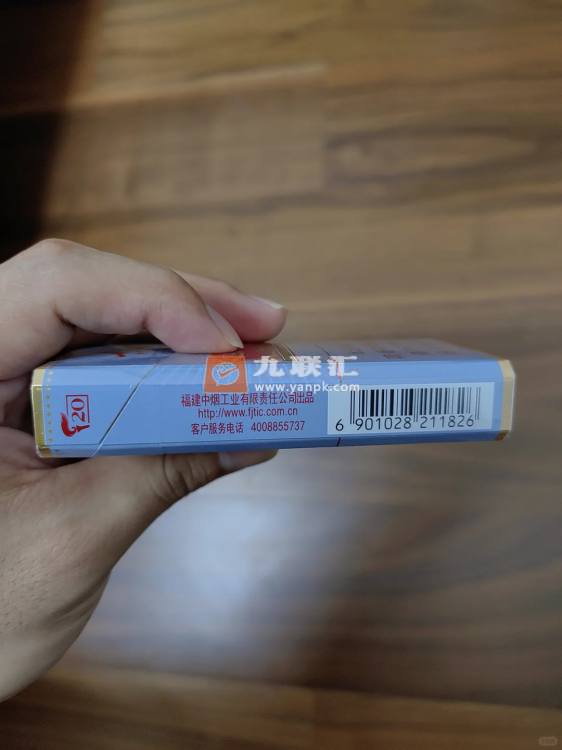 九联汇
www.yanpk.com
20
福建中烟工业有限责任公司出品
http://www.fjtic.com.cn
客户服务电话 4008855737
6 901028 211826